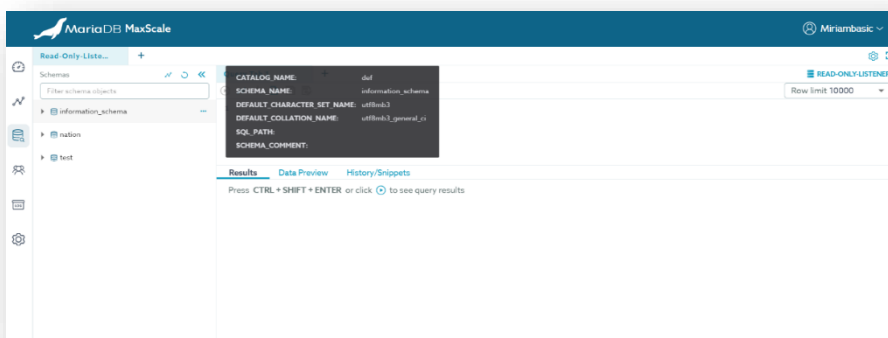 MariaDB MaxScale
Miriambasic
Read-Only-Liste... +
Schemas
READ-ONLY-LISTENER
Filter schema objects
Row limit 10000
CATALOG_NAME: def
SCHEMA_NAME: information_schema
DEFAULT_CHARACTER_SET_NAME: utf8mb3
DEFAULT_COLLATION_NAME: utf8mb3_general_ci
SQL_PATH:
SCHEMA_COMMENT:
information_schema ...
nation
test
Results Data Preview History/Snippets
Press CTRL + SHIFT + ENTER or click to see query results